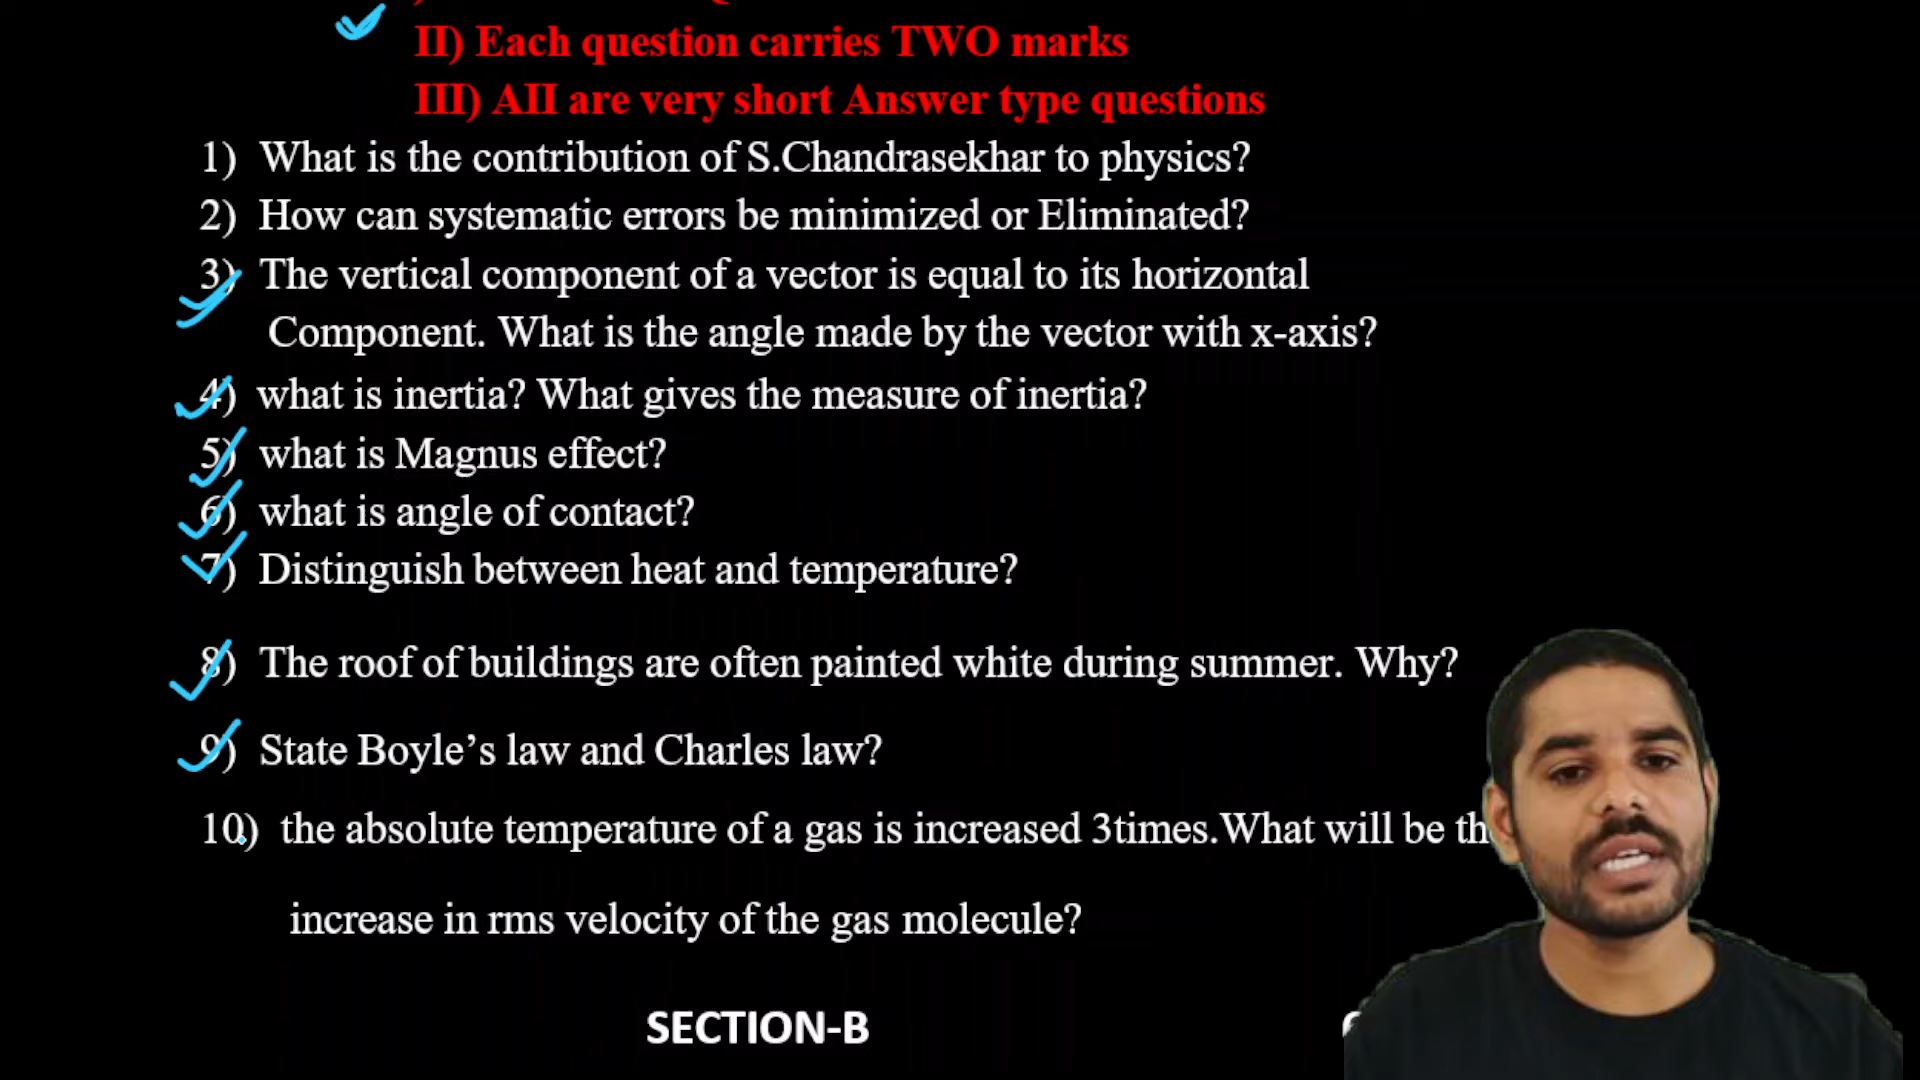 II) Each question carries TWO marks
III) AII are very short Answer type questions
1) What is the contribution of S.Chandrasekhar to physics?
2) How can systematic errors be minimized or Eliminated?
3) The vertical component of a vector is equal to its horizontal
Component. What is the angle made by the vector with x-axis?
4) what is inertia? What gives the measure of inertia?
5) what is Magnus effect?
6) what is angle of contact?
7) Distinguish between heat and temperature?
8) The roof of buildings are often painted white during summer. Why?
9) State Boyle’s law and Charles law?
10) the absolute temperature of a gas is increased 3times.What will be
increase in rms velocity of the gas molecule?
SECTION-B